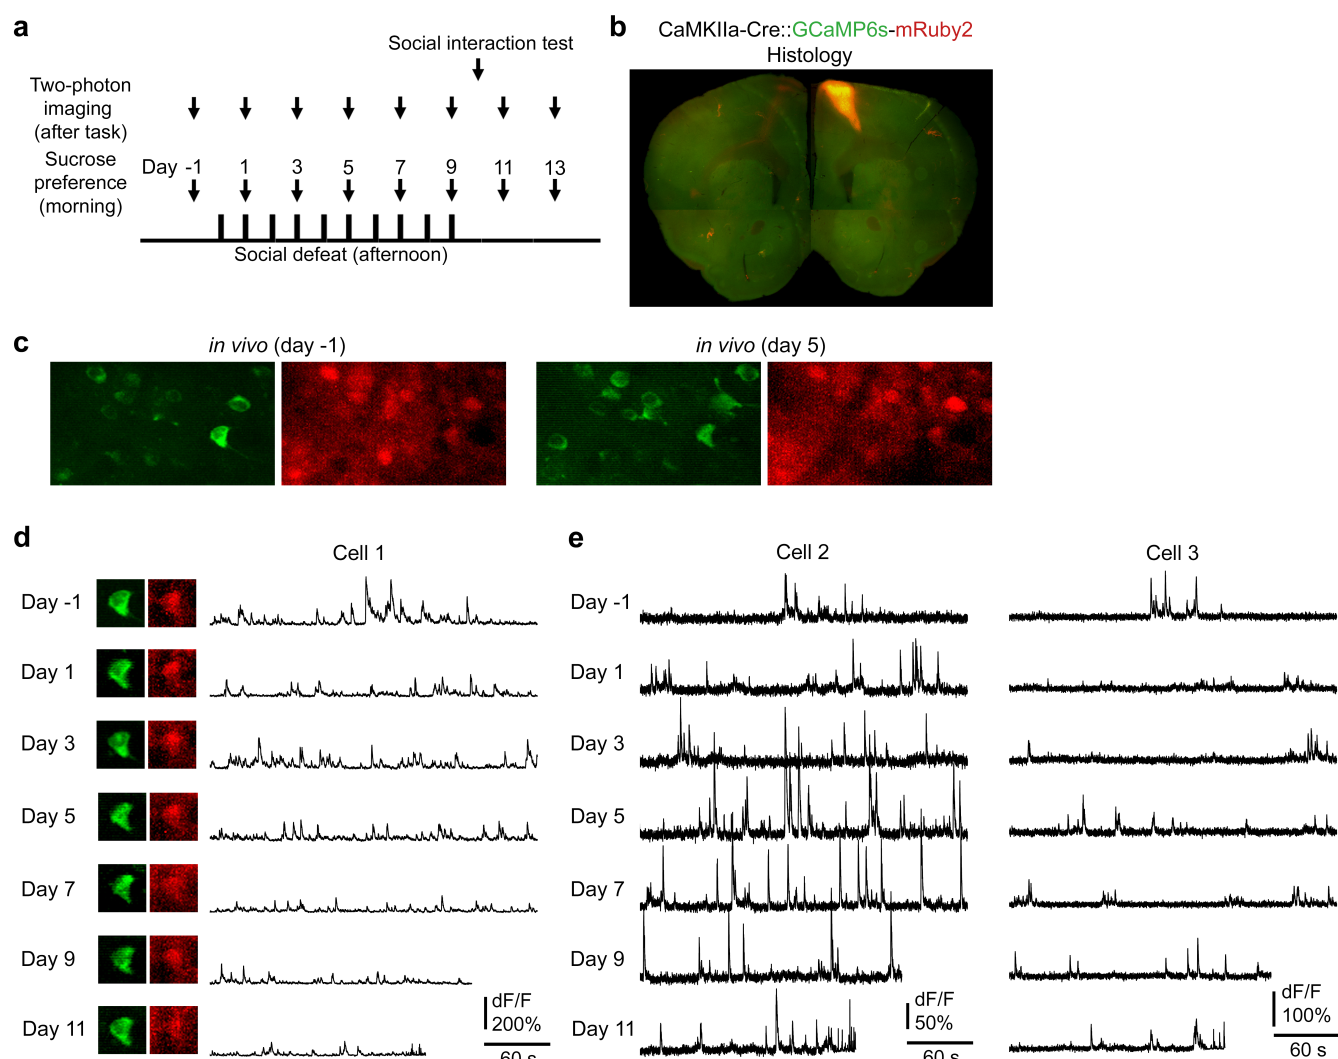 a
Social interaction test
Two-photon
imaging
(after task)
Sucrose
preference
(morning)
Day -1 1 3 5 7 9 11 13
Social defeat (afternoon)
b
CaMKIIa-Cre::GCaMP6s-mRuby2
Histology
c
in vivo (day -1)
in vivo (day 5)
d
Cell 1
Day -1
Day 1
Day 3
Day 5
Day 7
Day 9
Day 11
dF/F
200%
60 s
e
Cell 2
Cell 3
Day -1
Day 1
Day 3
Day 5
Day 7
Day 9
Day 11
dF/F
50%
60 s
dF/F
100%
60 s